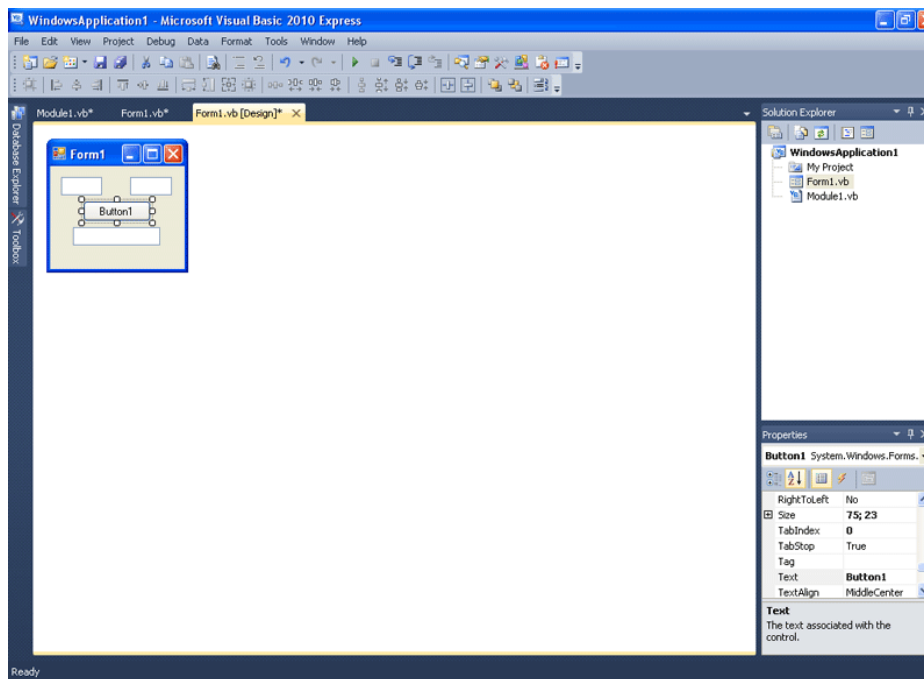 WindowsApplication1 - Microsoft Visual Basic 2010 Express
File Edit View Project Debug Data Format Tools Window Help
Module1.vb* Form1.vb* Form1.vb [Design]*
Database Explorer
Toolbox
Form1
Button1
Solution Explorer
WindowsApplication1
My Project
Form1.vb
Module1.vb
Properties
Button1 System.Windows.Forms.
RightToLeft No
Size 75; 23
TabIndex 0
TabStop True
Tag
Text Button1
TextAlign MiddleCenter
Text
The text associated with the
control.
Ready